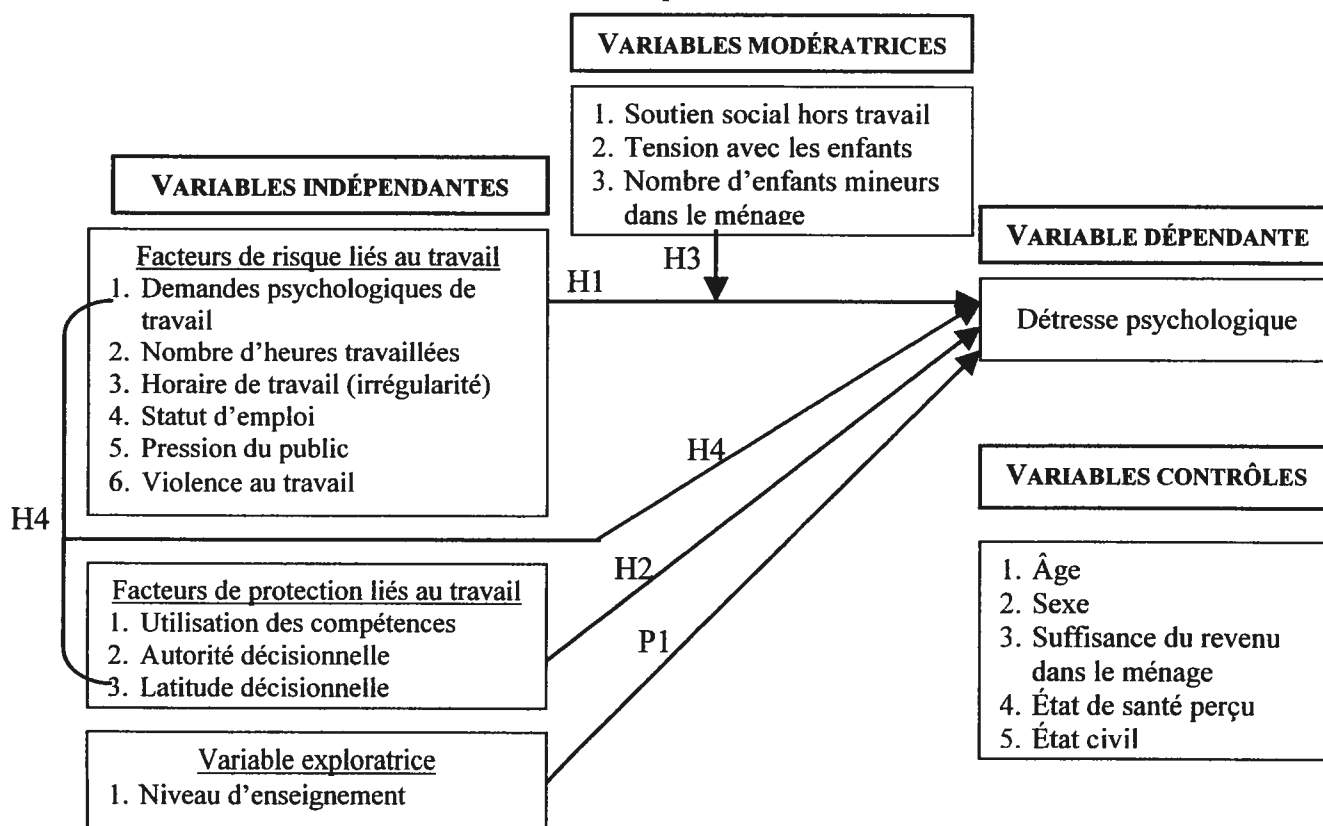 VARIABLES MODÉRATRICES
1. Soutien social hors travail
2. Tension avec les enfants
3. Nombre d'enfants mineurs
dans le ménage
VARIABLES INDÉPENDANTES
Facteurs de risque liés au travail
1. Demandes psychologiques de
travail
2. Nombre d'heures travaillées
3. Horaire de travail (irrégularité)
4. Statut d'emploi
5. Pression du public
6. Violence au travail
H1
H3
VARIABLE DÉPENDANTE
Détresse psychologique
H4
H4
H2
P1
Facteurs de protection liés au travail
1. Utilisation des compétences
2. Autorité décisionnelle
3. Latitude décisionnelle
Variable exploratrice
1. Niveau d'enseignement
VARIABLES CONTRÔLES
1. Âge
2. Sexe
3. Suffisance du revenu
dans le ménage
4. État de santé perçu
5. État civil